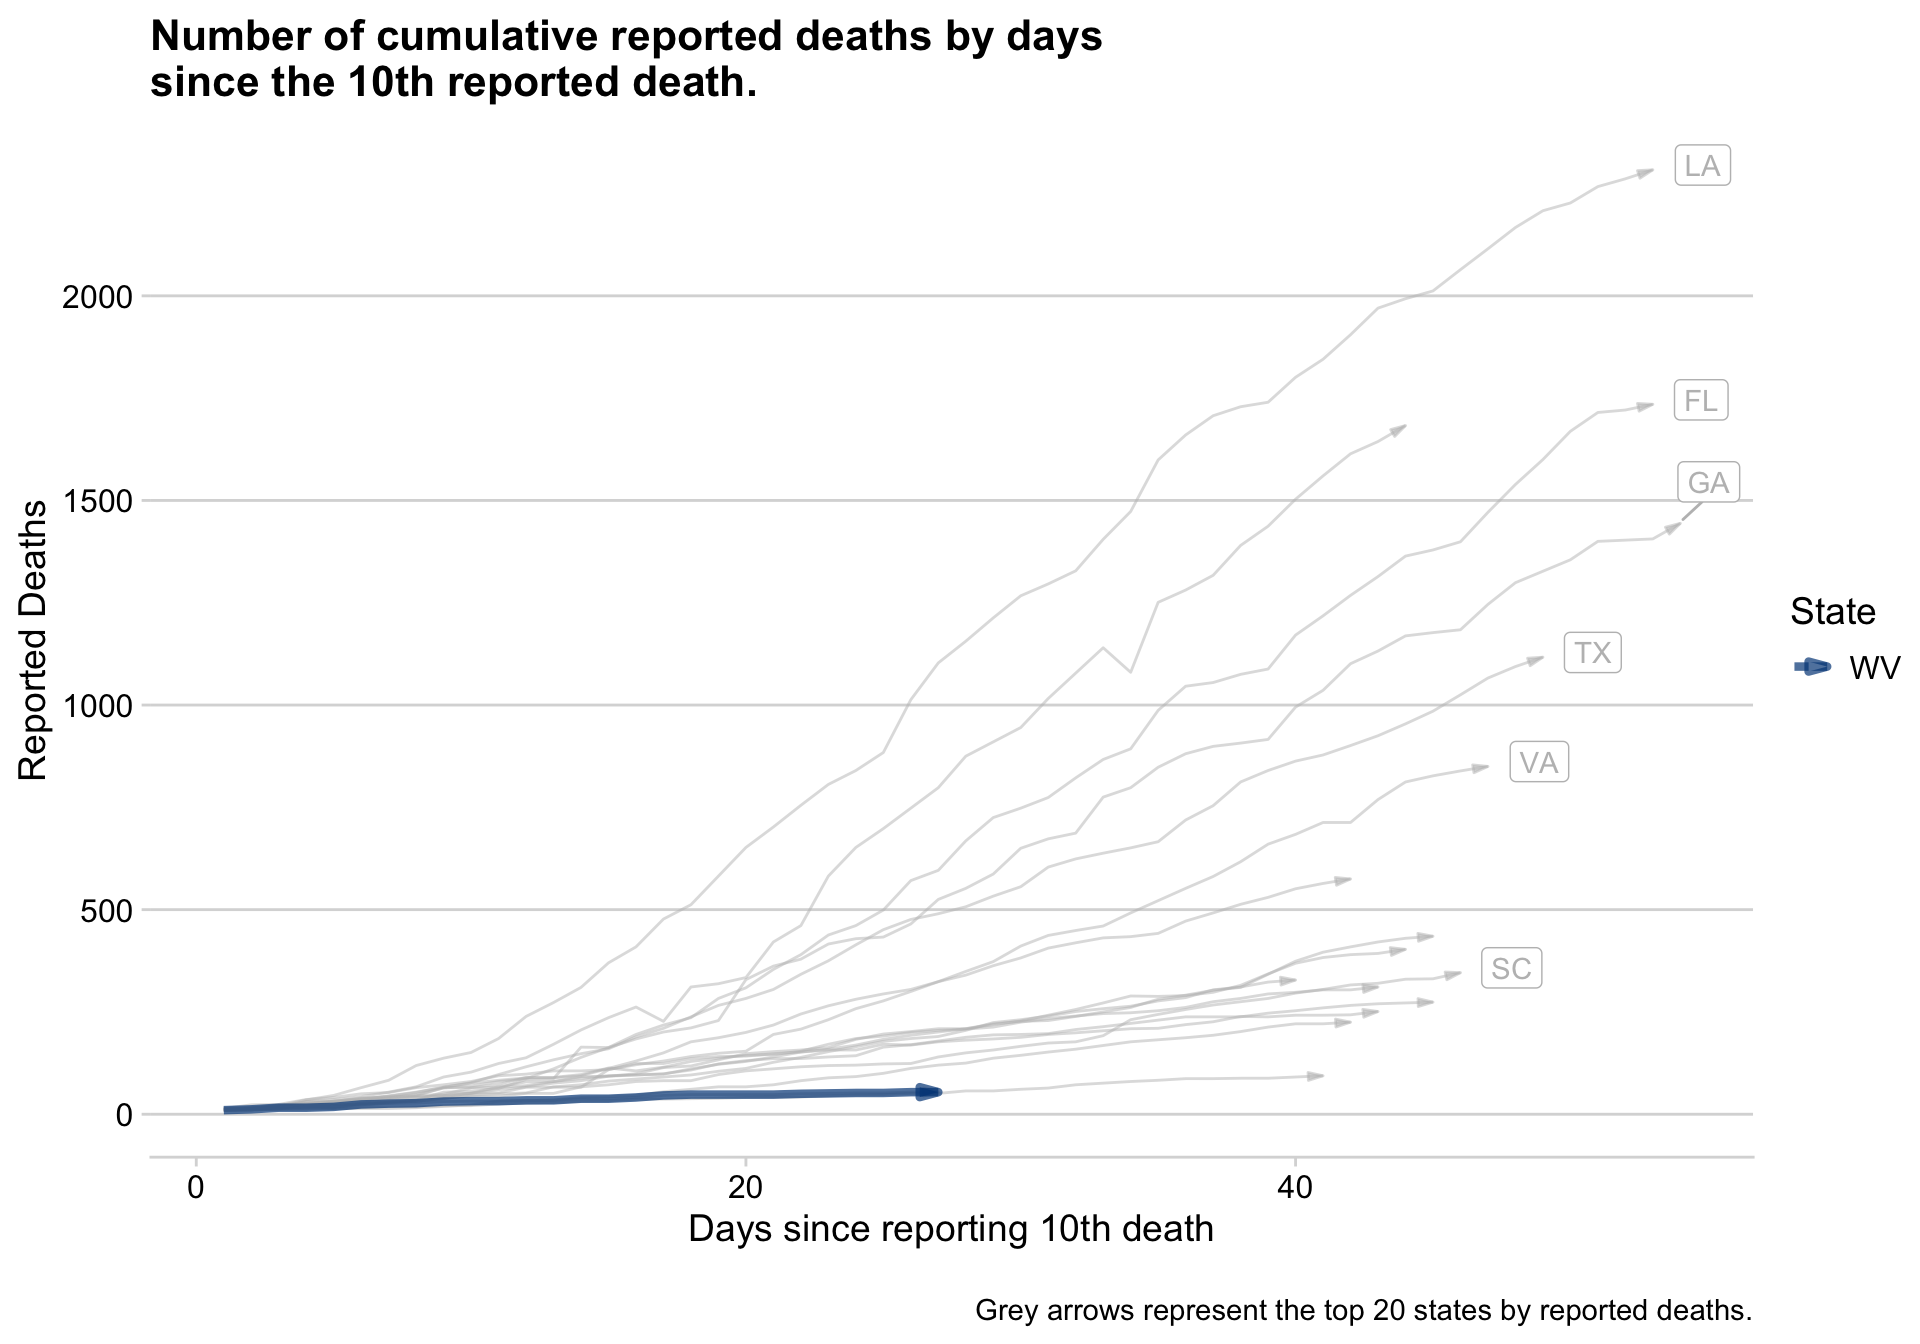 Number of cumulative reported deaths by days
since the 10th reported death.
LA
2000
FL
1500
GA
Reported Deaths
State
TX
WV
1000
VA
500
SC
0
0 20 40
Days since reporting 10th death
Grey arrows represent the top 20 states by reported deaths.